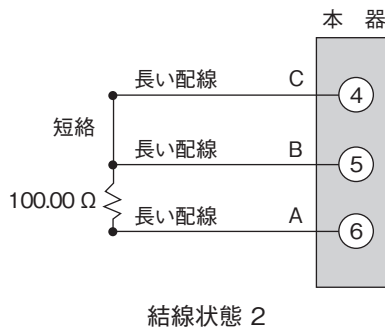 本 器
長い配線 C ④
短絡
長い配線 B ⑤
100.00 Ω
長い配線 A ⑥
結線状態 2